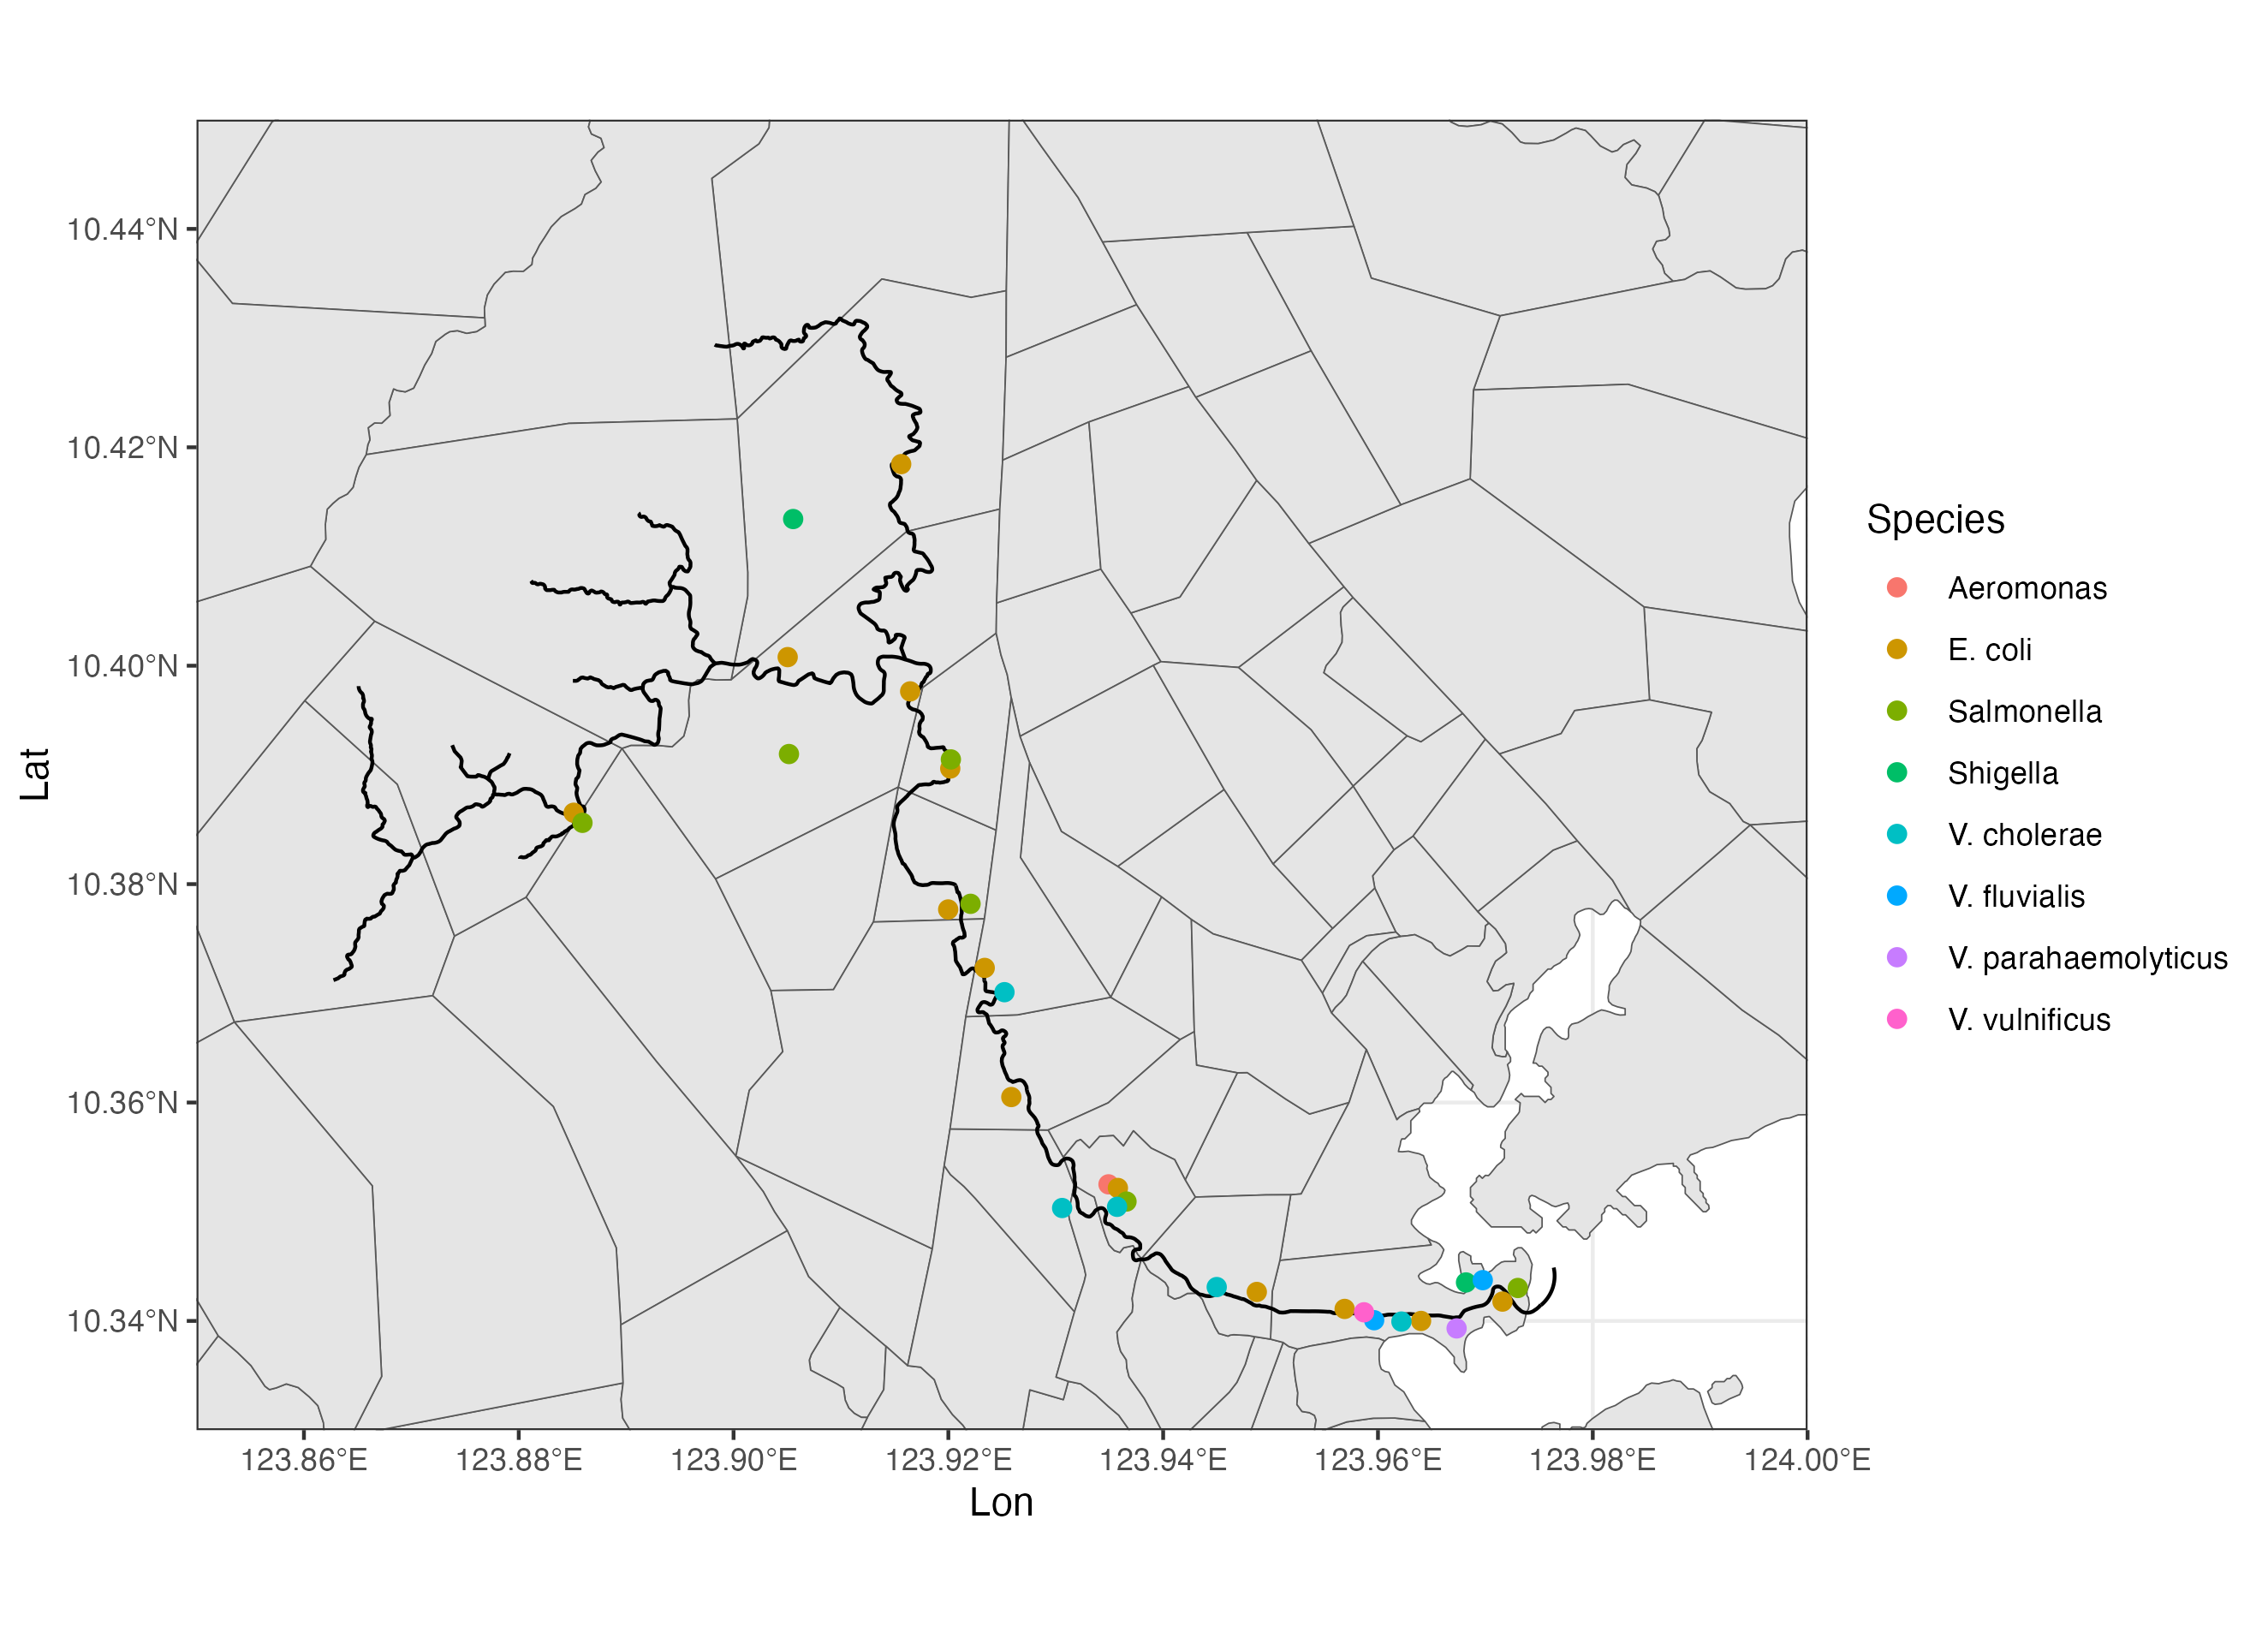 10.44°N
10.42°N
10.40°N
10.38°N
10.36°N
10.34°N
Lat
123.86°E 123.88°E 123.90°E 123.92°E 123.94°E 123.96°E 123.98°E 124.00°E
Lon
Species
Aeromonas
E. coli
Salmonella
Shigella
V. cholerae
V. fluvialis
V. parahaemolyticus
V. vulnificus